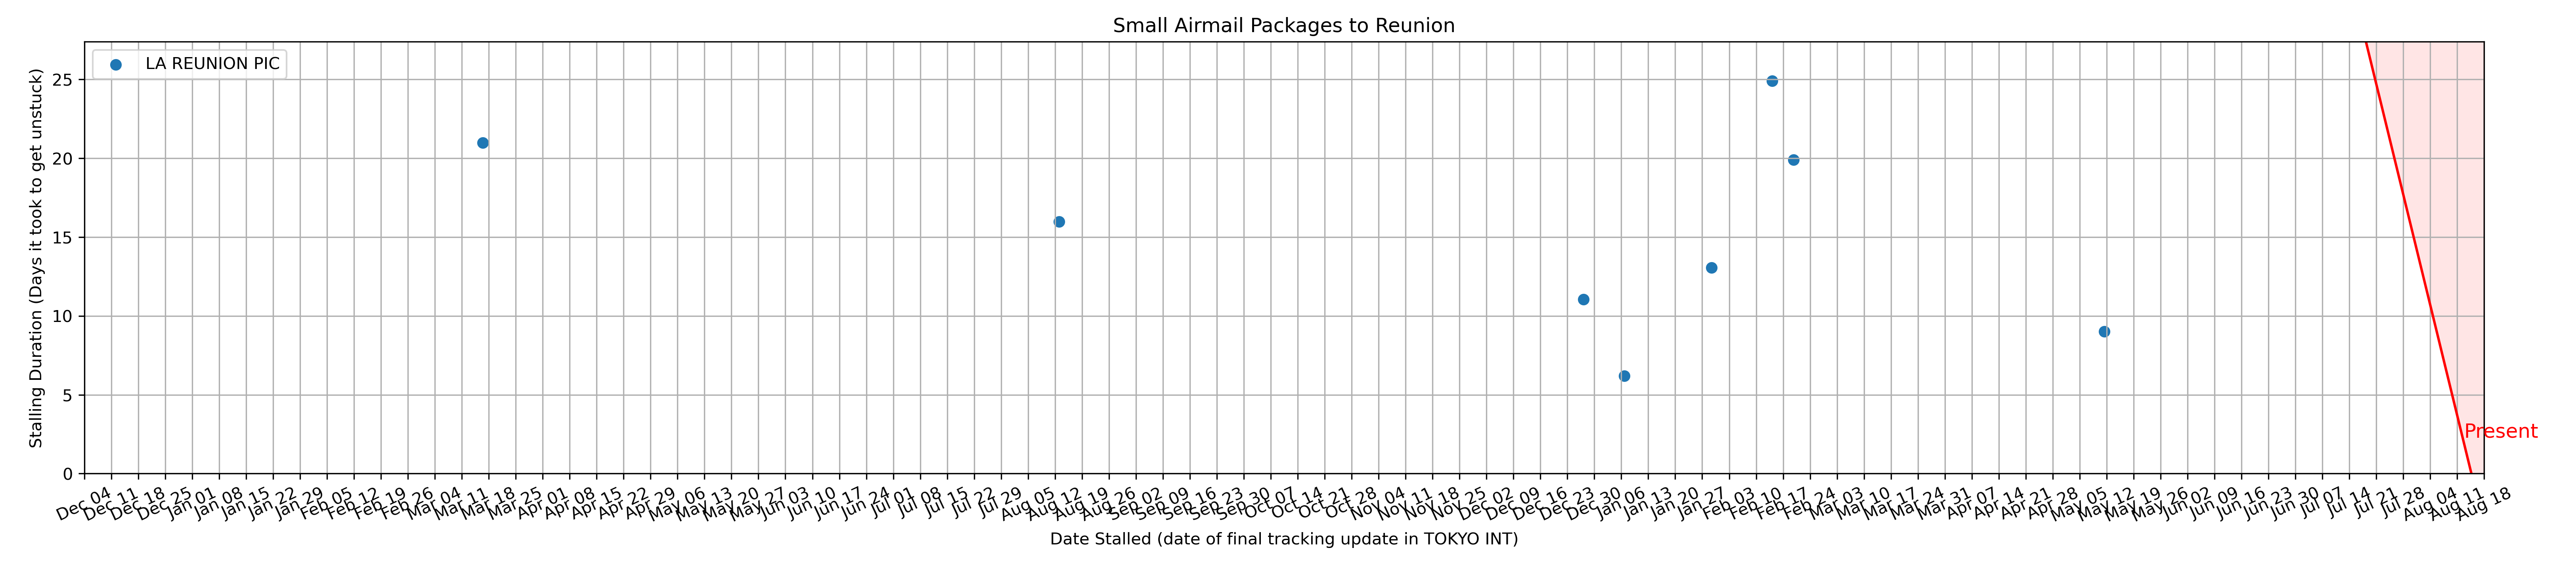 Small Airmail Packages to Reunion
LA REUNION PIC
Stalling Duration (Days it took to get unstuck)
25
20
15
10
5
0
Present
Dec 04 Dec 11 Dec 18 Dec 25 Jan 01 Jan 08 Jan 15 Jan 22 Jan 29 Feb 05 Feb 12 Feb 19 Feb 26 Mar 04 Mar 11 Mar 18 Mar 25 Apr 01 Apr 08 Apr 15 Apr 22 Apr 29 May 06 May 13 May 20 May 27 Jun 03 Jun 10 Jun 17 Jun 24 Jul 01 Jul 08 Jul 15 Jul 22 Jul 29 Aug 05 Aug 12 Aug 19 Aug 26 Sep 02 Sep 09 Sep 16 Sep 23 Sep 30 Oct 07 Oct 14 Oct 21 Oct 28 Nov 04 Nov 11 Nov 18 Nov 25 Dec 02 Dec 09 Dec 16 Dec 23 Dec 30 Jan 06 Jan 13 Jan 20 Jan 27 Feb 03 Feb 10 Feb 17 Feb 24 Mar 03 Mar 10 Mar 17 Mar 24 Mar 31 Apr 07 Apr 14 Apr 21 Apr 28 May 05 May 12 May 19 May 26 Jun 02 Jun 09 Jun 16 Jun 23 Jun 30 Jul 07 Jul 14 Jul 21 Jul 28 Aug 04 Aug 11 Aug 18
Date Stalled (date of final tracking update in TOKYO INT)